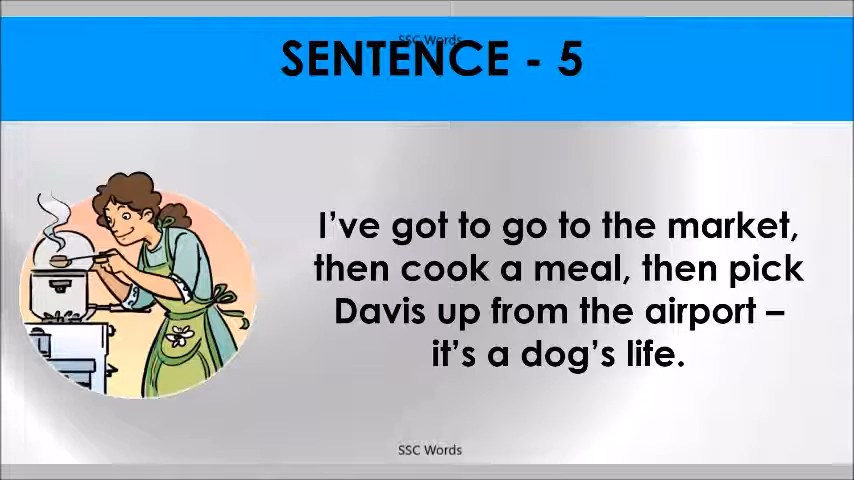 SSC Words
SENTENCE - 5
I’ve got to go to the market,
then cook a meal, then pick
Davis up from the airport –
it’s a dog’s life.
SSC Words